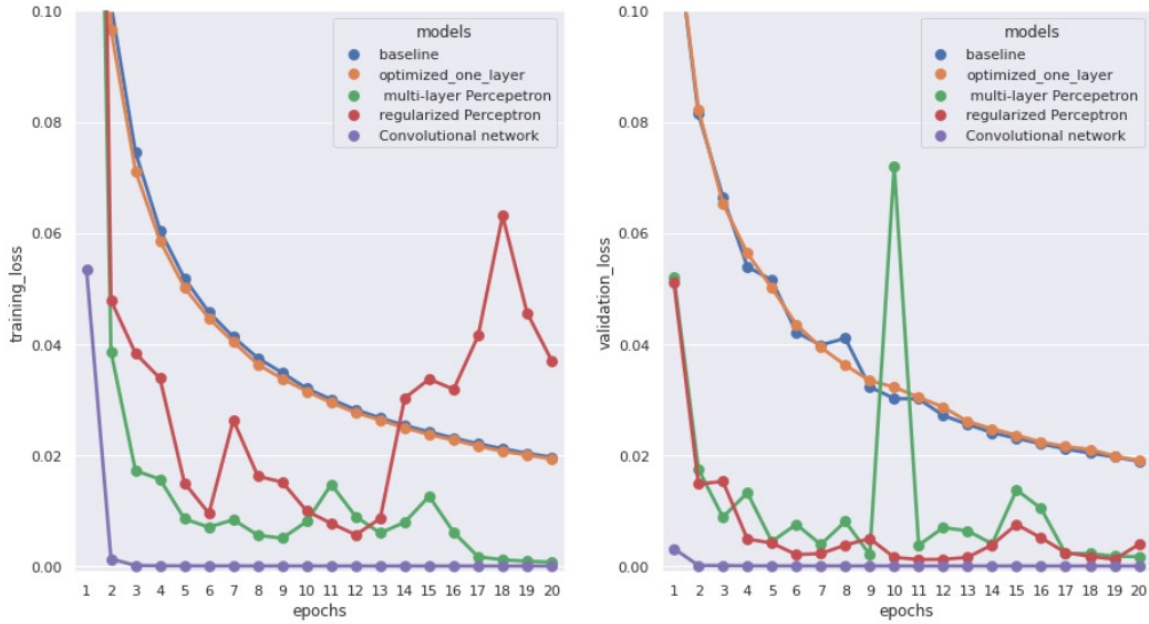 0.10
0.08
0.06
0.04
0.02
0.00
training_loss
models
baseline
optimized_one_layer
multi-layer Percepetron
regularized Perceptron
Convolutional network
1 2 3 4 5 6 7 8 9 10 11 12 13 14 15 16 17 18 19 20
epochs
0.10
0.08
0.06
0.04
0.02
0.00
validation_loss
models
baseline
optimized_one_layer
multi-layer Percepetron
regularized Perceptron
Convolutional network
1 2 3 4 5 6 7 8 9 10 11 12 13 14 15 16 17 18 19 20
epochs